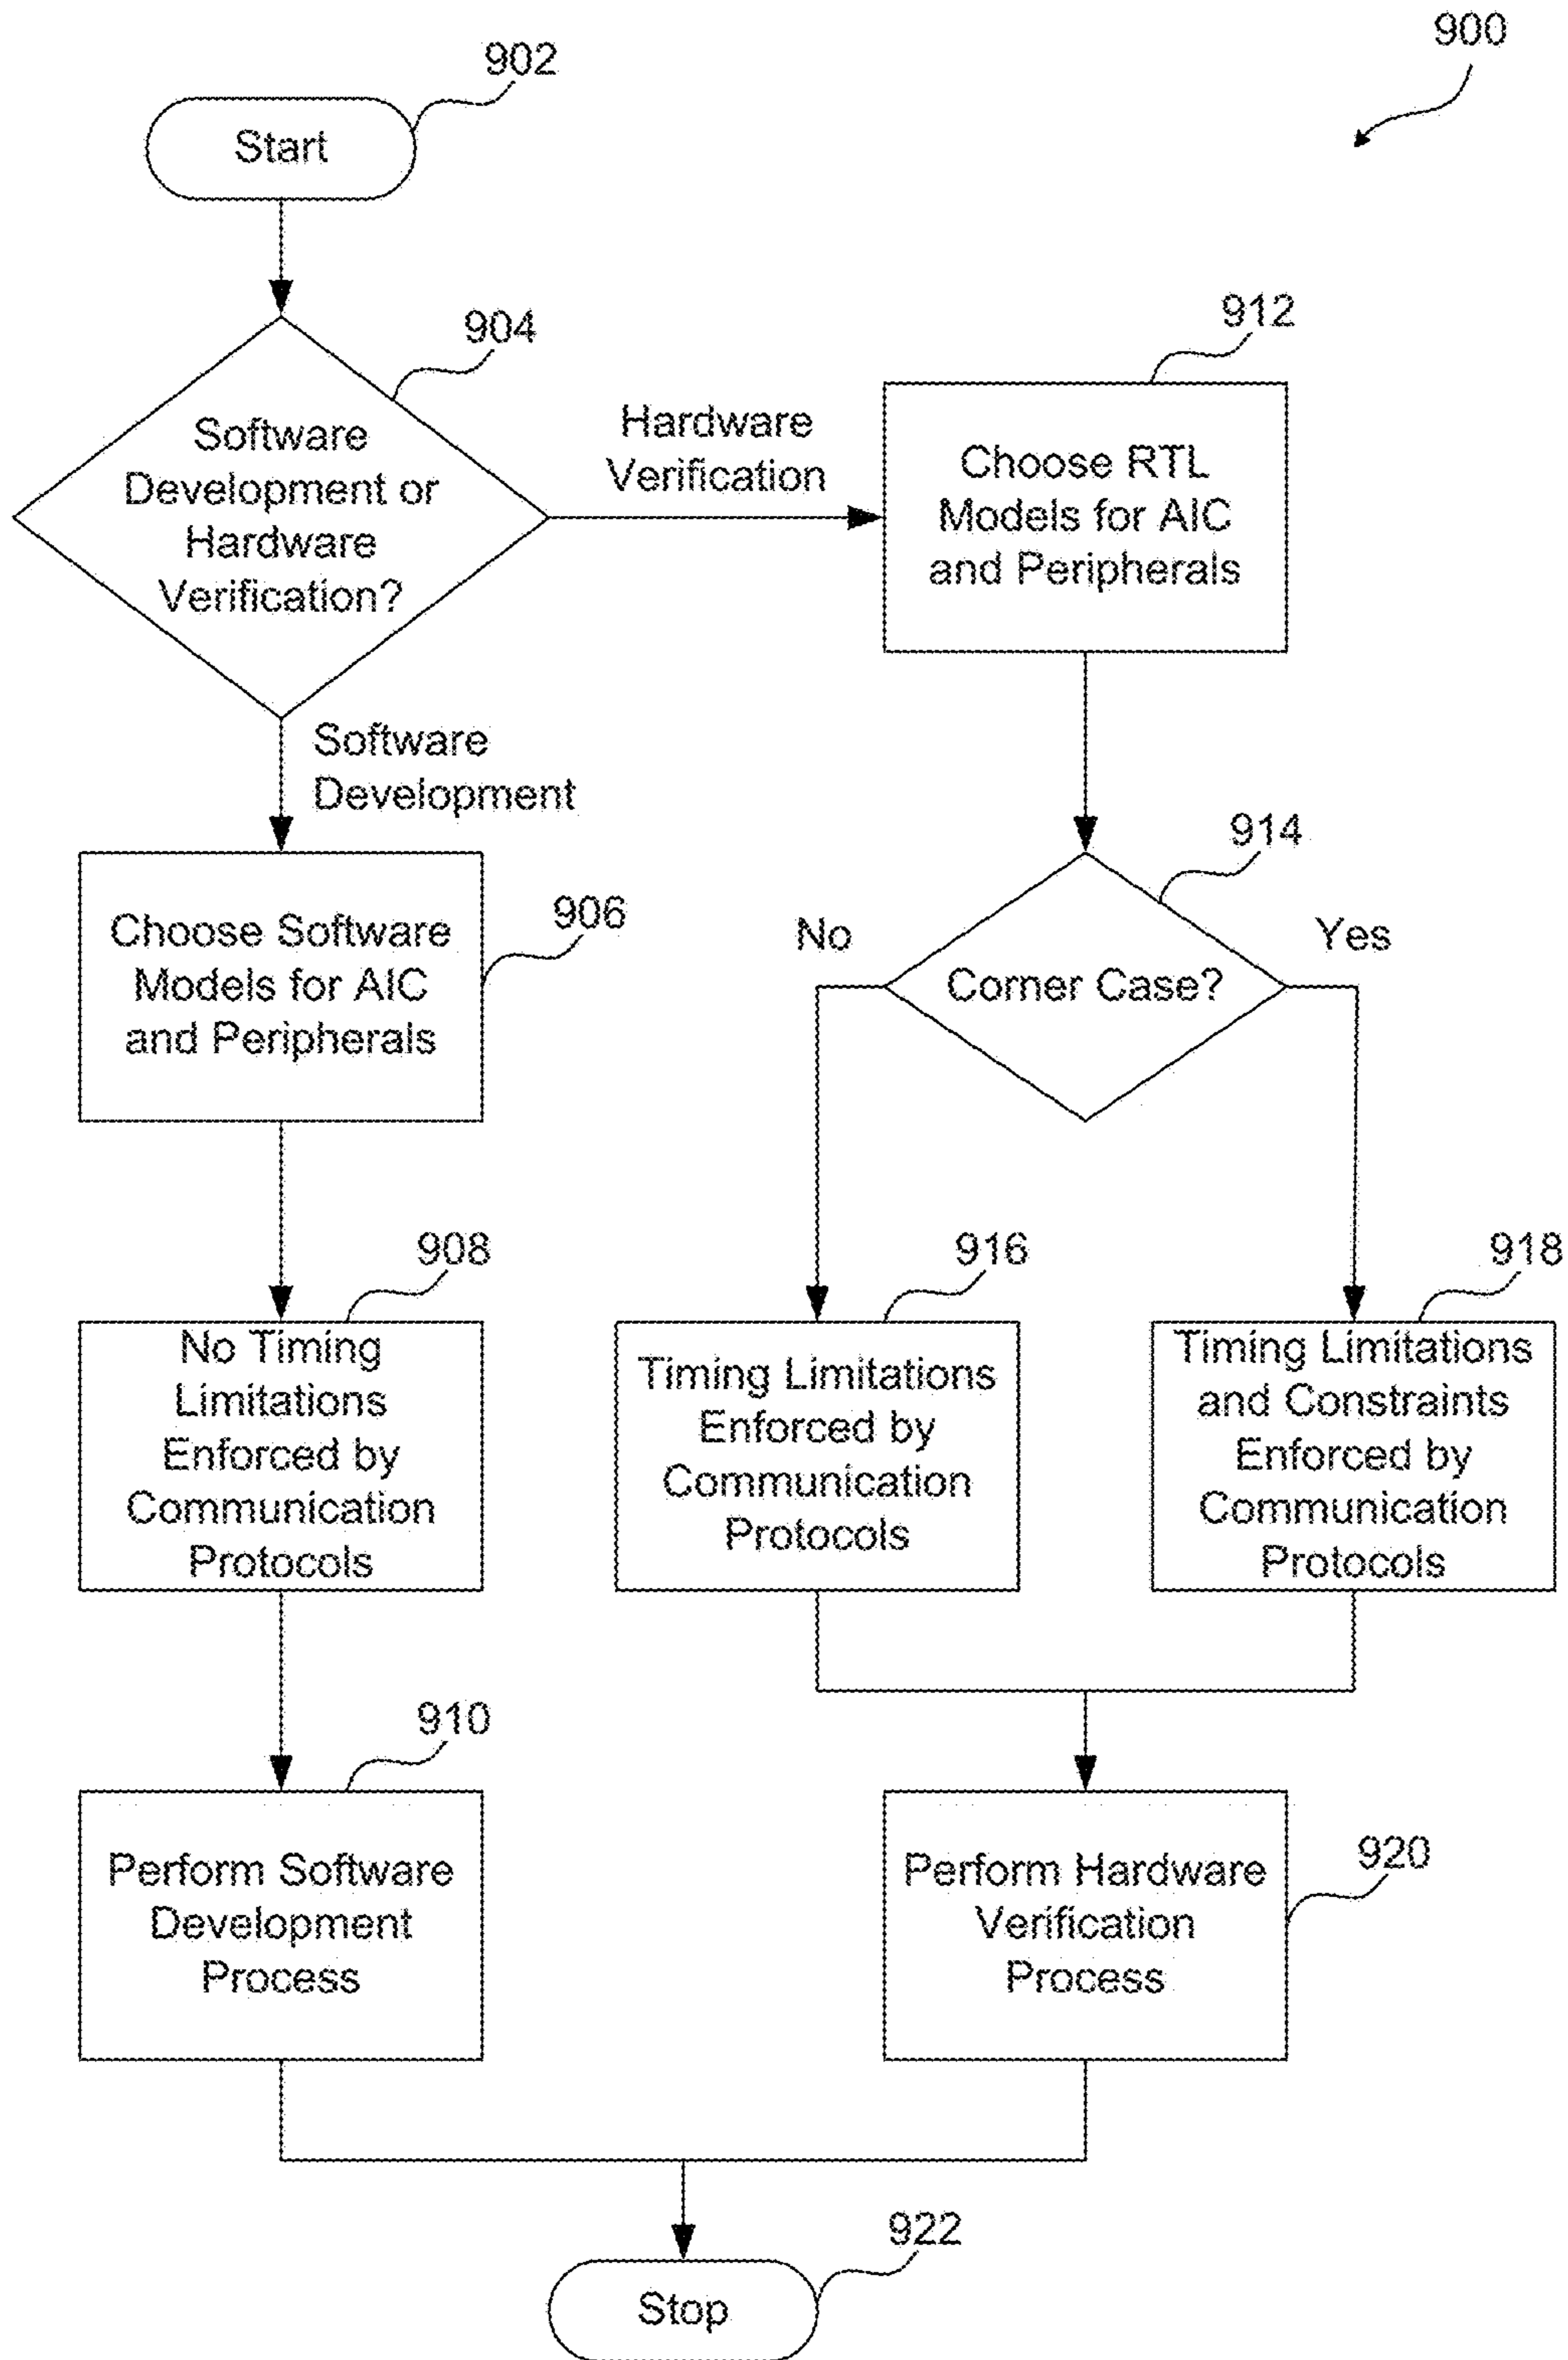 900
902
Start
904
Software
Development or
Hardware
Verification?
Hardware
Verification
912
Choose RTL
Models for AIC
and Peripherals
Software
Development
906
Choose Software
Models for AIC
and Peripherals
914
No
Yes
Corner Case?
908
No Timing
Limitations
Enforced by
Communication
Protocols
916
Timing Limitations
Enforced by
Communication
Protocols
918
Timing Limitations
and Constraints
Enforced by
Communication
Protocols
910
Perform Software
Development
Process
920
Perform Hardware
Verification
Process
922
Stop